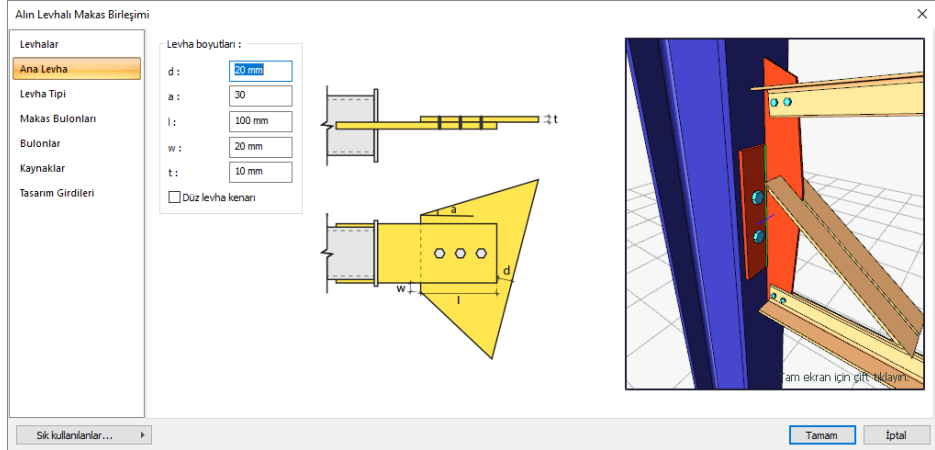 Alın Levhalı Makas Birleşimi
Levhalar
Ana Levha
Levha Tipi
Makas Bulonları
Bulonlar
Kaynaklar
Tasarım Girdileri
Levha boyutları :
d : 20 mm
a : 30
l : 100 mm
w : 20 mm
t : 10 mm
Düz levha kenarı
t
a
d
w
l
Tam ekran için çift tıklayın.
Sık kullanılanlar...
Tamam
İptal